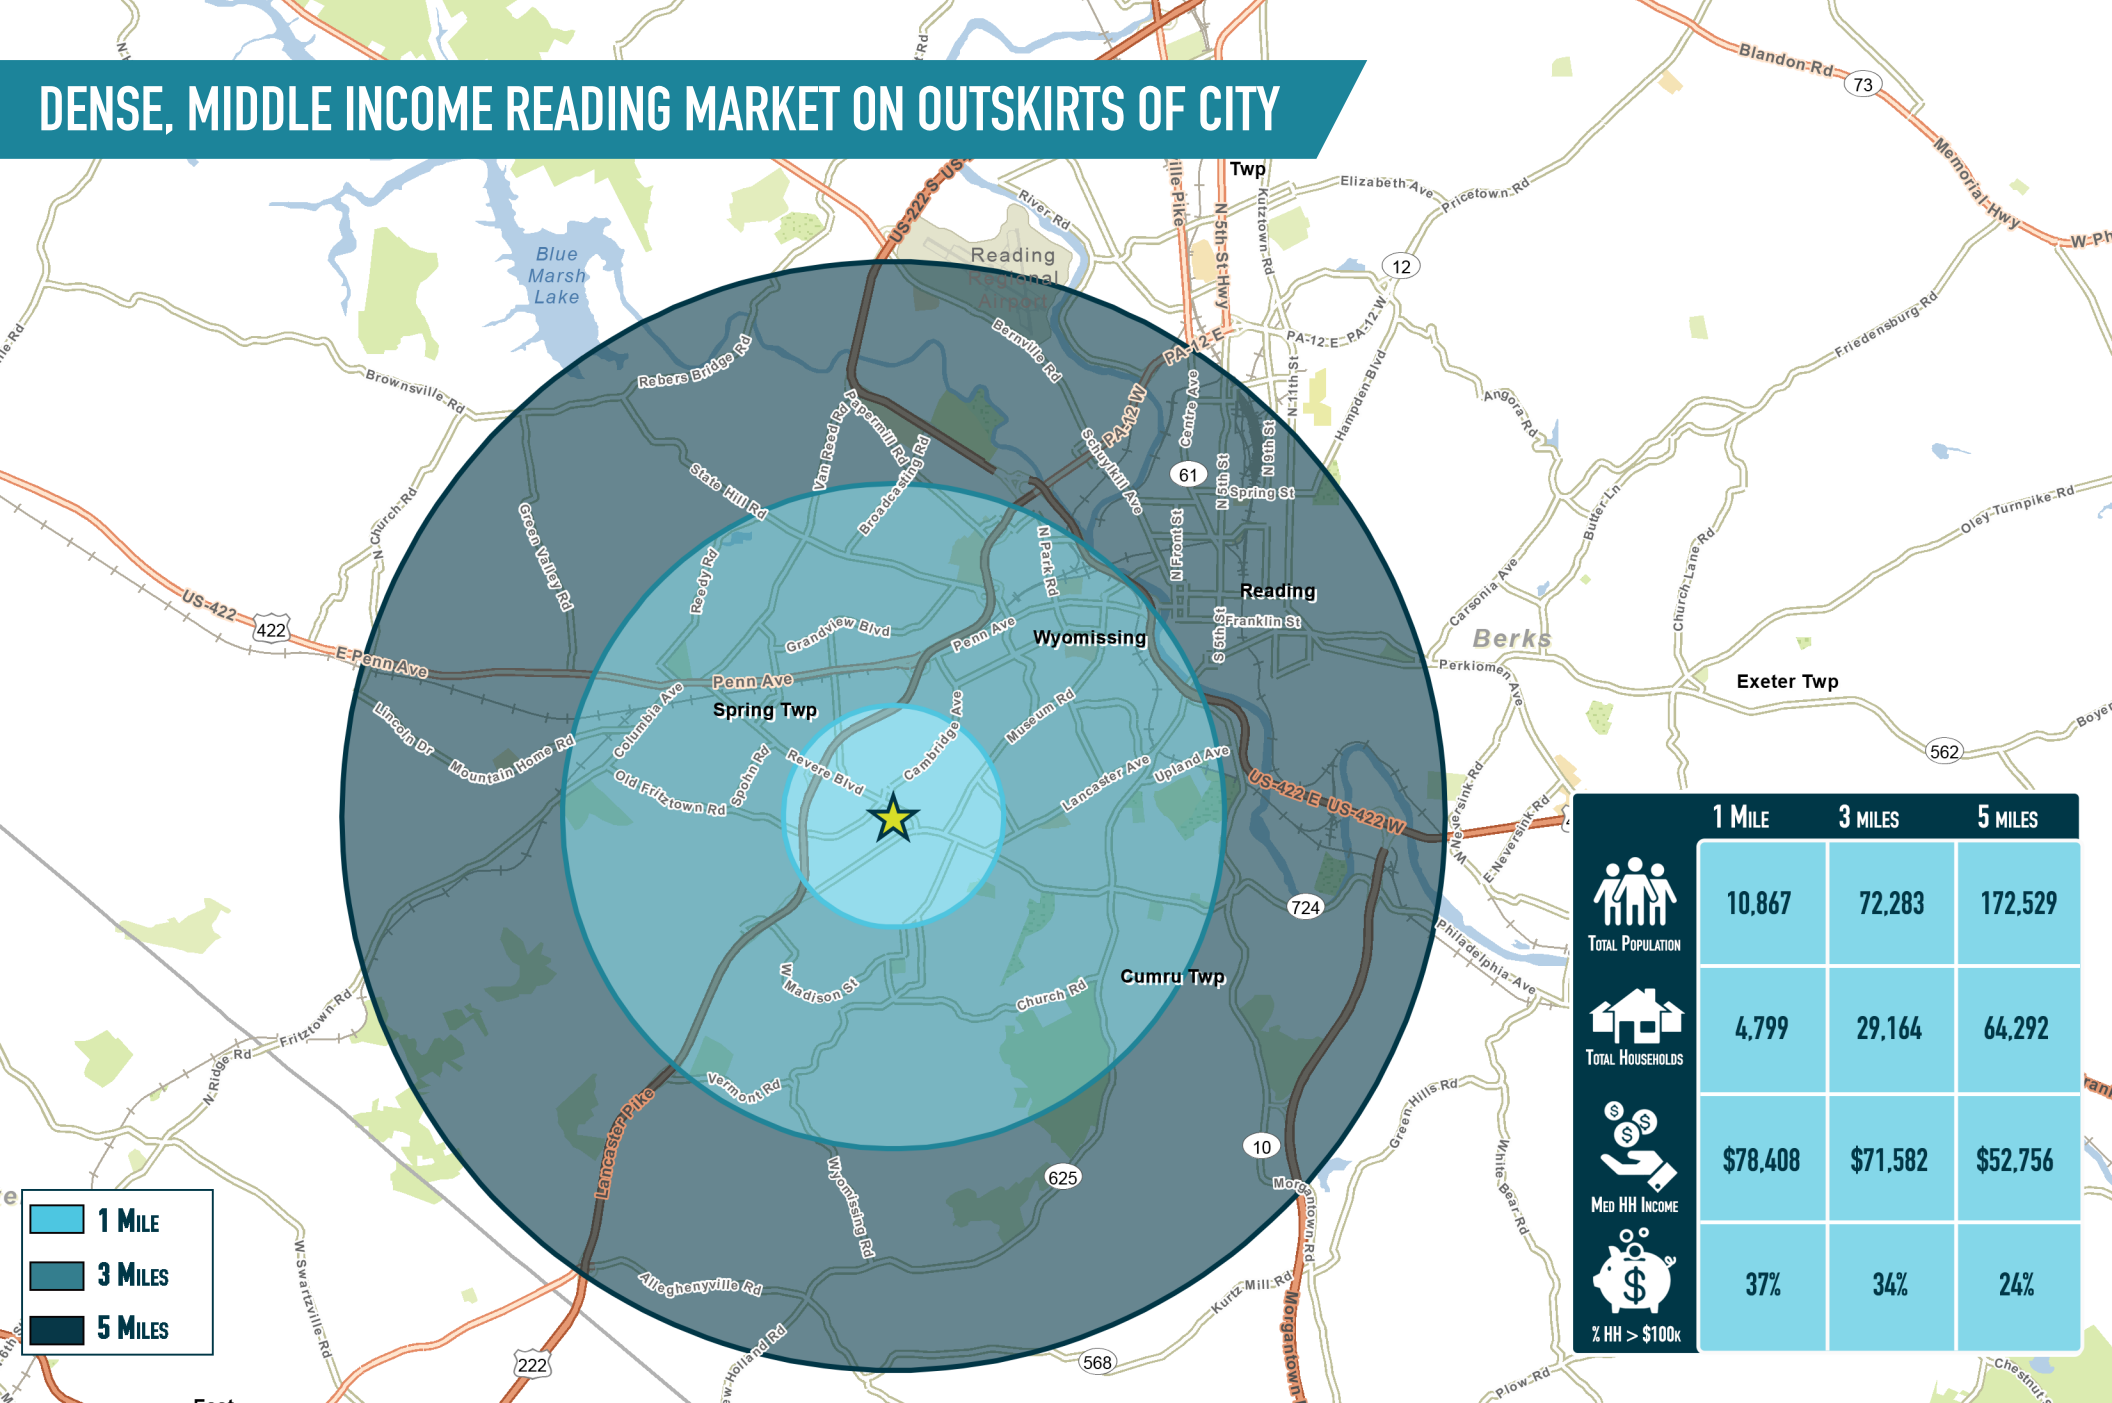 DENSE, MIDDLE INCOME READING MARKET ON OUTSKIRTS OF CITY
Blandon Rd
73
Memorial Hwy
W Ph
Twp
Elizabeth Ave
Pricetown Rd
River Rd
US-222 S
ville Pike
N 5th St Hwy
Kutztown Rd
12
Blue
Marsh
Lake
Reading
Regional
Airport
Bernville Rd
PA-12 E
PA-12 E
PA-12 W
PA-12 W
Friedensburg Rd
Rebers Bridge Rd
Brownsville Rd
Centre Ave
N 11th St
Hampden Blvd
Angora Rd
Van Reed Rd
Papermill Rd
Broadcasting Rd
Schuylkill Ave
61
N 5th St
N 9th St
Spring St
State Hill Rd
N Church Rd
Green Valley Rd
Reedy Rd
N Park Rd
N Front St
Butter Ln
Oley Turnpike Rd
Church Lane Rd
Carsonia Ave
US-422
422
E Penn Ave
Grandview Blvd
Penn Ave
Wyomissing
Reading
S 5th St
Franklin St
Berks
Perkiomen Ave
Exeter Twp
Penn Ave
Spring Twp
Columbia Ave
Lincoln Dr
Mountain Home Rd
Cambridge Ave
Museum Rd
Boyer
562
Old Fritztown Rd
Spohn Rd
Revere Blvd
Lancaster Ave
Upland Ave
US-422 E
US-422 W
W Neversink Rd
E Neversink Rd
724
Philadelphia Ave
W Madison St
Church Rd
Cumru Twp
Fritztown Rd
N Ridge Rd
Vermont Rd
Lancaster Pike
Wyomissing Rd
625
10
Morgantown Rd
Green Hills Rd
White Bear Rd
W Swartzville Rd
Alleghenyville Rd
Kurtz Mill Rd
Morgantown
222
568
Plow Rd
1 MILE
3 MILES
5 MILES
1 MILE
3 MILES
5 MILES
TOTAL POPULATION
10,867
72,283
172,529
TOTAL HOUSEHOLDS
4,799
29,164
64,292
MED HH INCOME
$78,408
$71,582
$52,756
% HH > $100K
37%
34%
24%